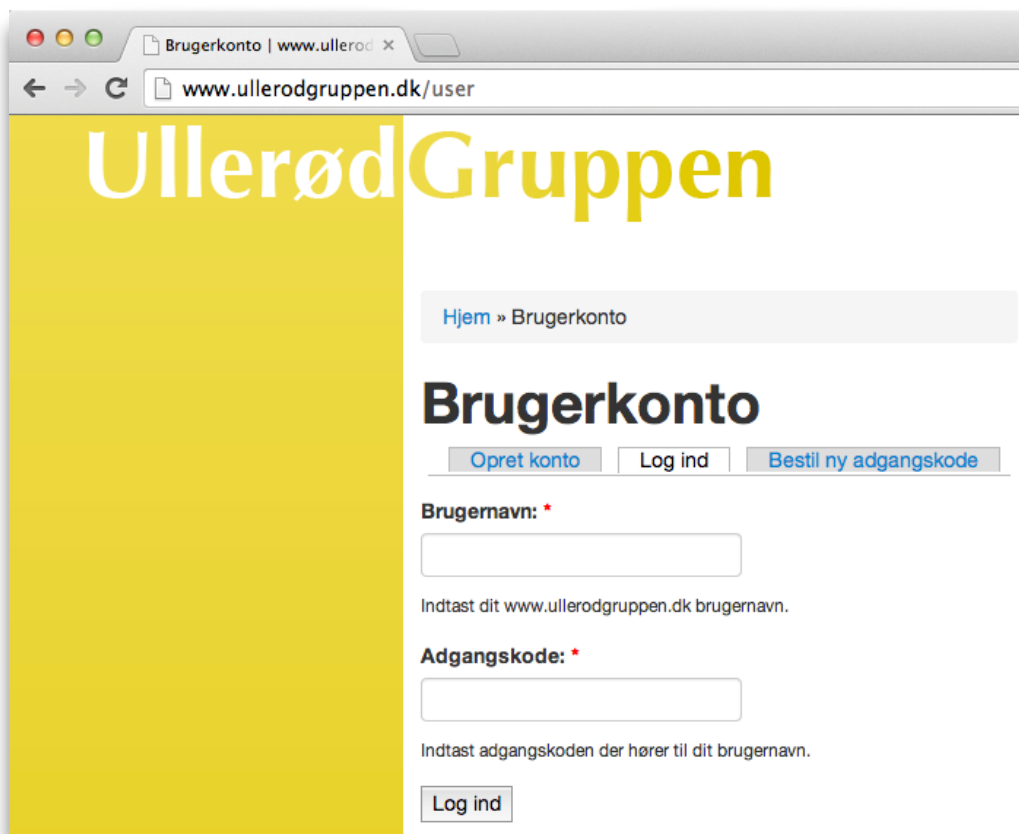 Brugerkonto | www.ullerod
www.ullerodgruppen.dk/user
UllerødGruppen
Hjem » Brugerkonto
Brugerkonto
Opret konto Log ind Bestil ny adgangskode
Brugernavn: *
Indtast dit www.ullerodgruppen.dk brugernavn.
Adgangskode: *
Indtast adgangskoden der hører til dit brugernavn.
Log ind